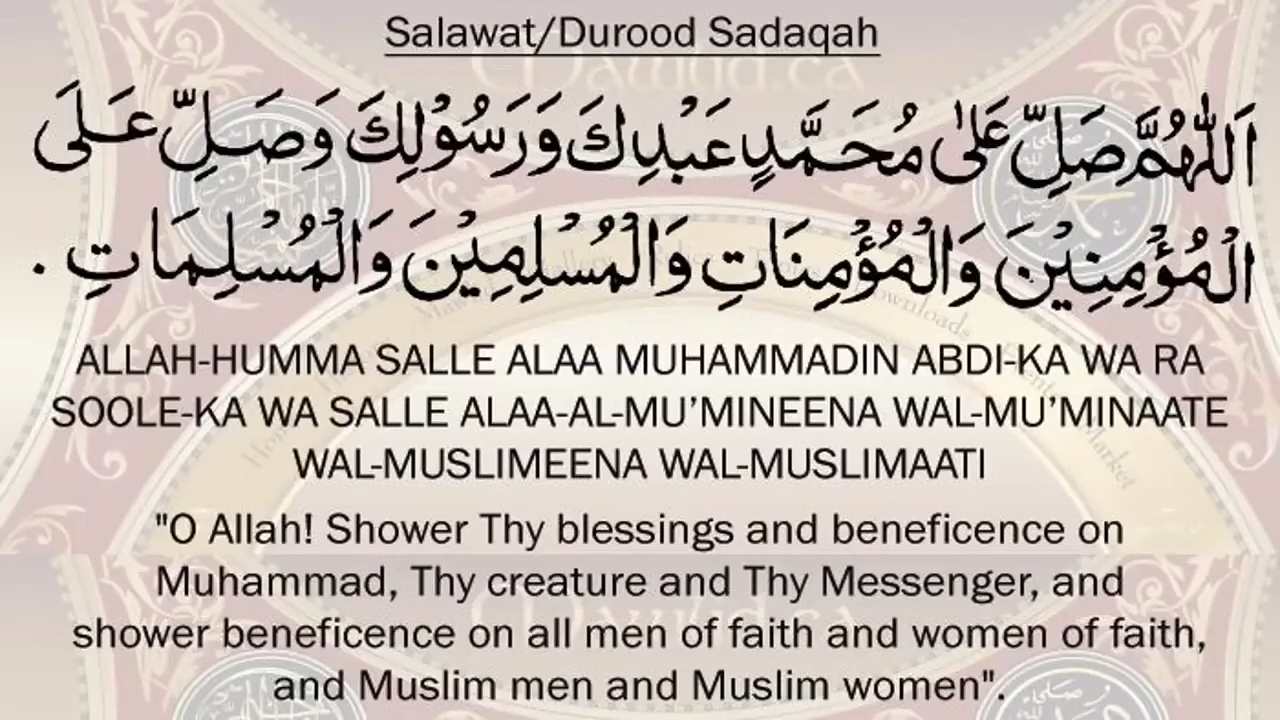 Salawat/Durood Sadaqah
اَللّٰهُمَّ صَلِّ عَلٰى مُحَمَّدٍ عَبْدِكَ وَرَسُوْلِكَ وَصَلِّ عَلَى
الْمُؤْمِنِيْنَ وَالْمُؤْمِنَاتِ وَالْمُسْلِمِيْنَ وَالْمُسْلِمَاتِ .
ALLAH-HUMMA SALLE ALAA MUHAMMADIN ABDI-KA WA RA
SOOLE-KA WA SALLE ALAA-AL-MU’MINEENA WAL-MU’MINAATE
WAL-MUSLIMEENA WAL-MUSLIMAATI
"O Allah! Shower Thy blessings and beneficence on
Muhammad, Thy creature and Thy Messenger, and
shower beneficence on all men of faith and women of faith,
and Muslim men and Muslim women".